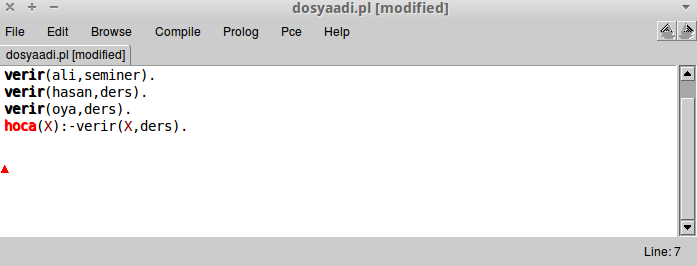 dosyaadi.pl [modified]
File Edit Browse Compile Prolog Pce Help
dosyaadi.pl [modified]
verir(ali,seminer).
verir(hasan,ders).
verir(oya,ders).
hoca(X):-verir(X,ders).
Line: 7